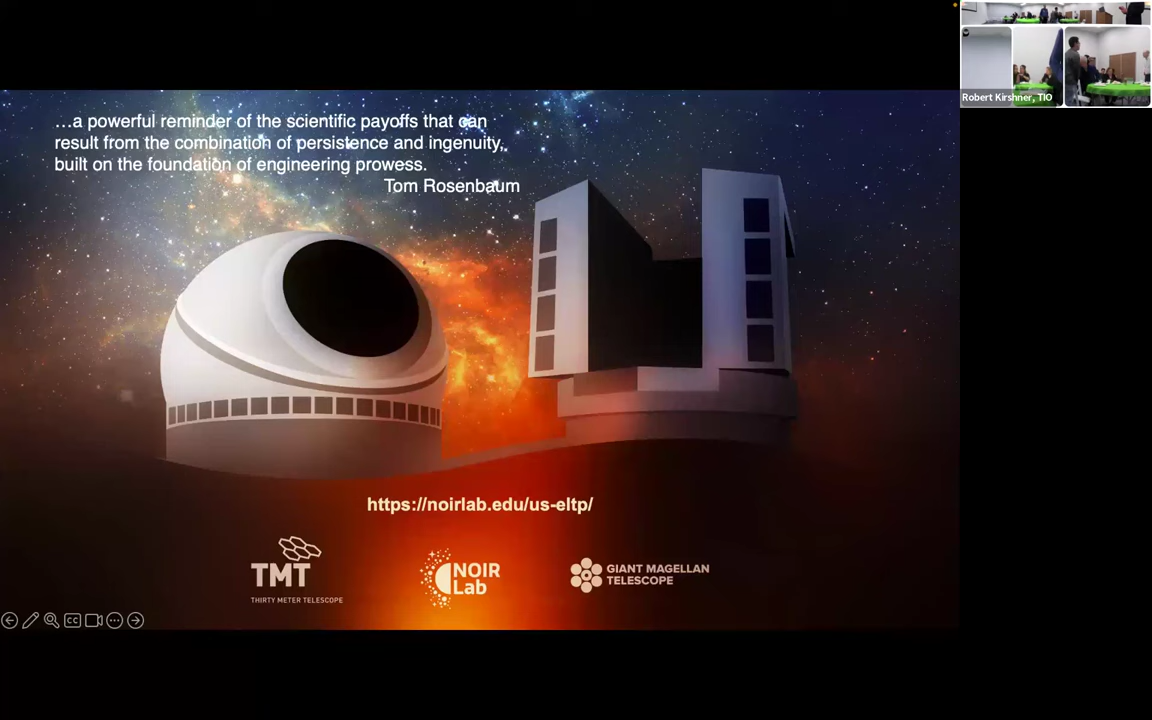 …a powerful reminder of the scientific payoffs that can
result from the combination of persistence and ingenuity,
built on the foundation of engineering prowess.
Tom Rosenbaum
Robert Kirshner, TIO
https://noirlab.edu/us-eltp/
TMT
THIRTY METER TELESCOPE
NOIR
Lab
GIANT MAGELLAN
TELESCOPE
CC